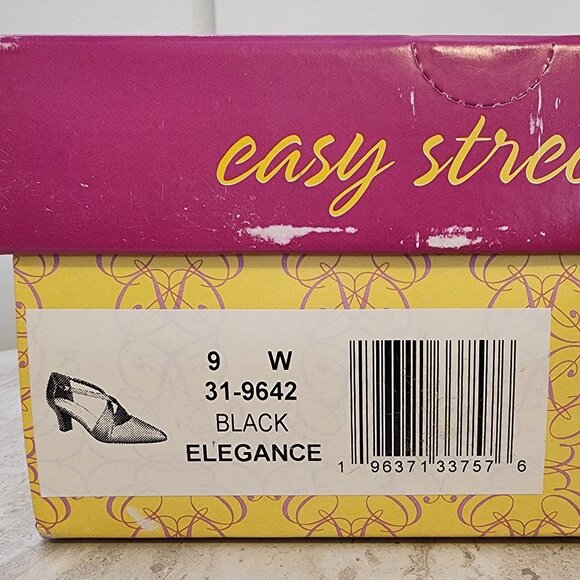 easy stree
9 W
31-9642
BLACK
ELEGANCE
1 96371 33757 6